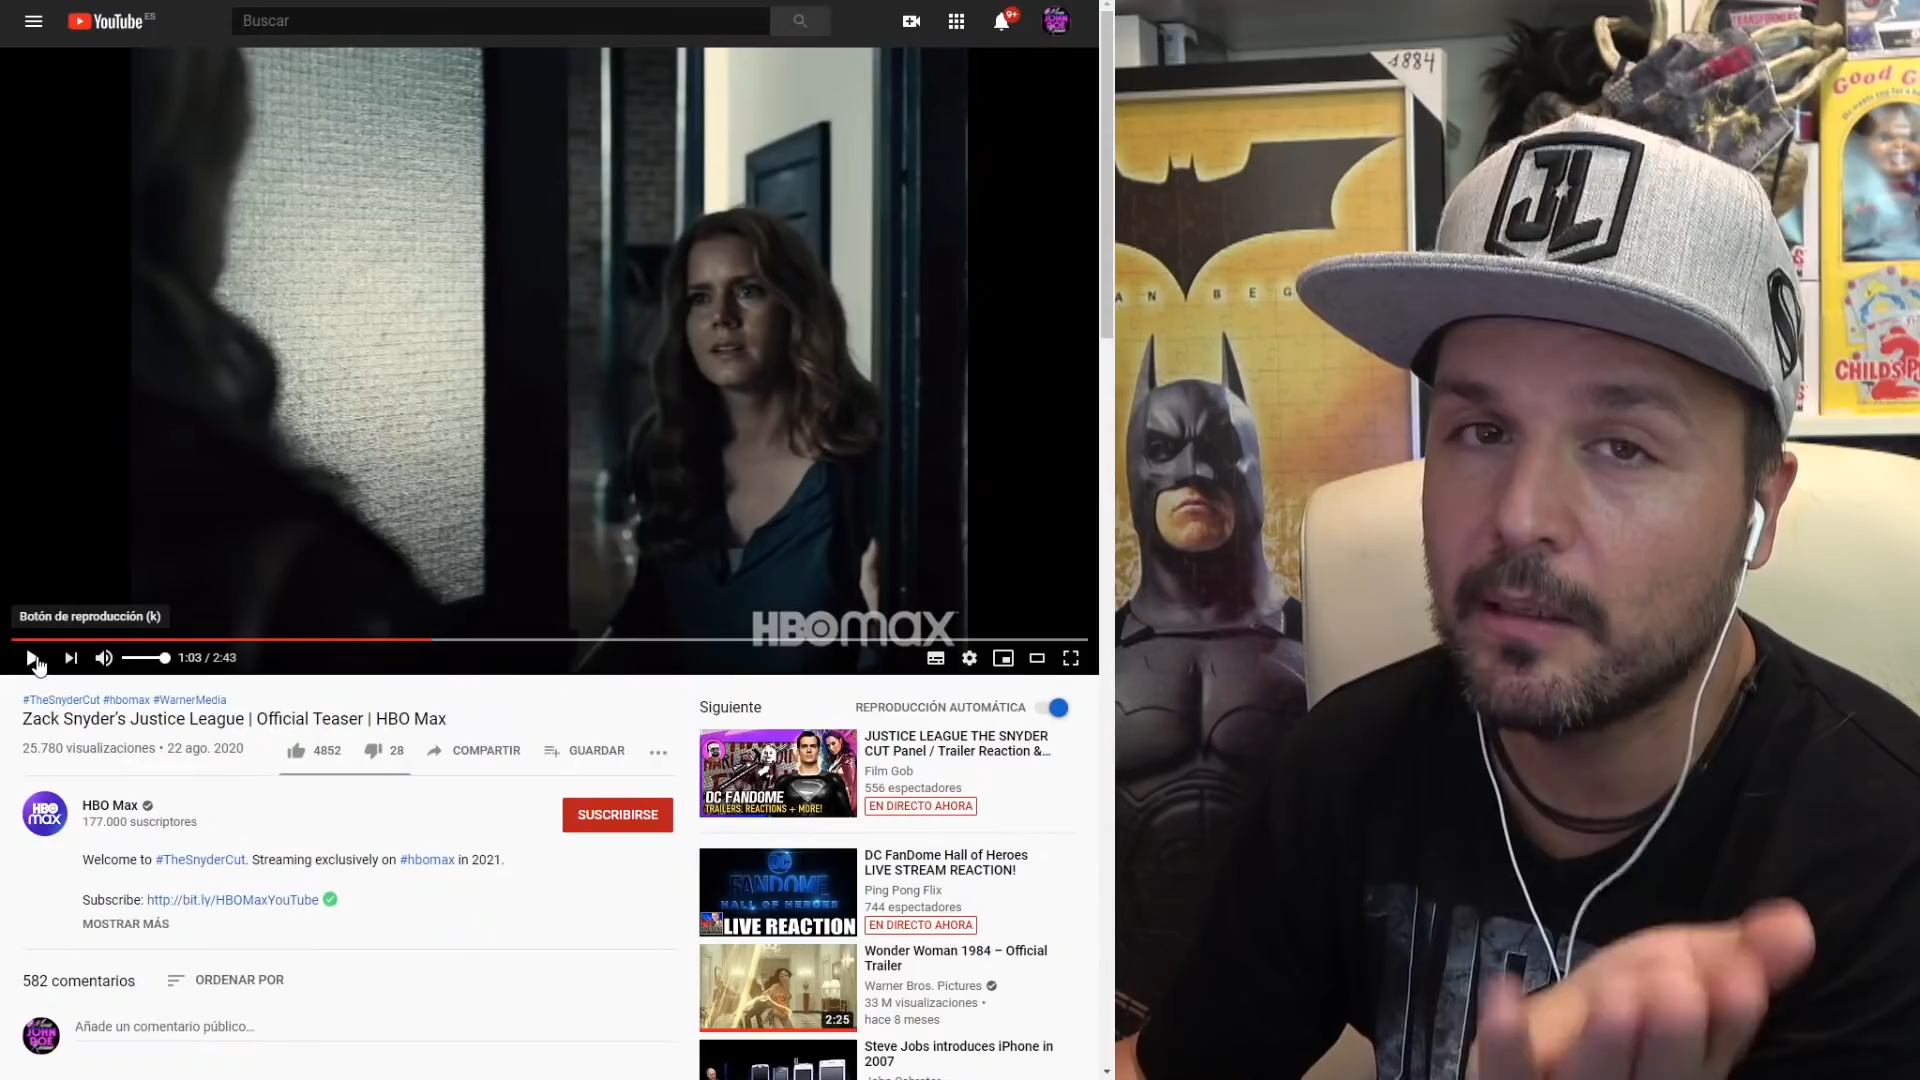 YouTube ES
Buscar
9+
HBOmax
Botón de reproducción (k)
1:03 / 2:43
#TheSnyderCut #hbomax #WarnerMedia
Zack Snyder’s Justice League | Official Teaser | HBO Max
25.780 visualizaciones • 22 ago. 2020
4852
28
COMPARTIR
GUARDAR
HBO Max
177.000 suscriptores
SUSCRIBIRSE
Welcome to #TheSnyderCut. Streaming exclusively on #hbomax in 2021.
Subscribe: http://bit.ly/HBOMaxYouTube
MOSTRAR MÁS
582 comentarios
ORDENAR POR
Añade un comentario público...
Siguiente
REPRODUCCIÓN AUTOMÁTICA
DC FANDOME
TRAILERS, REACTIONS + MORE!
JUSTICE LEAGUE THE SNYDER
CUT Panel / Trailer Reaction &...
Film Gob
556 espectadores
EN DIRECTO AHORA
DC
FANDOME
HALL OF HEROES
LIVE REACTION
DC FanDome Hall of Heroes
LIVE STREAM REACTION!
Ping Pong Flix
744 espectadores
EN DIRECTO AHORA
2:25
Wonder Woman 1984 – Official
Trailer
Warner Bros. Pictures
33 M visualizaciones •
hace 8 meses
Steve Jobs introduces iPhone in
2007
1884
TRANSFORMERS
Good G
AN BEG
JL
CHILD'S P
2